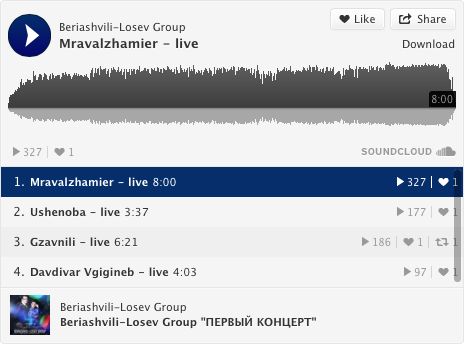 Beriashvili-Losev Group
Mravalzhamier - live
Like
Share
Download
8:00
327 1
SOUNDCLOUD
1. Mravalzhamier - live 8:00 327 1
2. Ushenoba - live 3:37 177 1
3. Gzavnili - live 6:21 186 1 1
4. Davdivar Vgigineb - live 4:03 97 1
Beriashvili-Losev Group
Beriashvili-Losev Group "ПЕРВЫЙ КОНЦЕРТ"